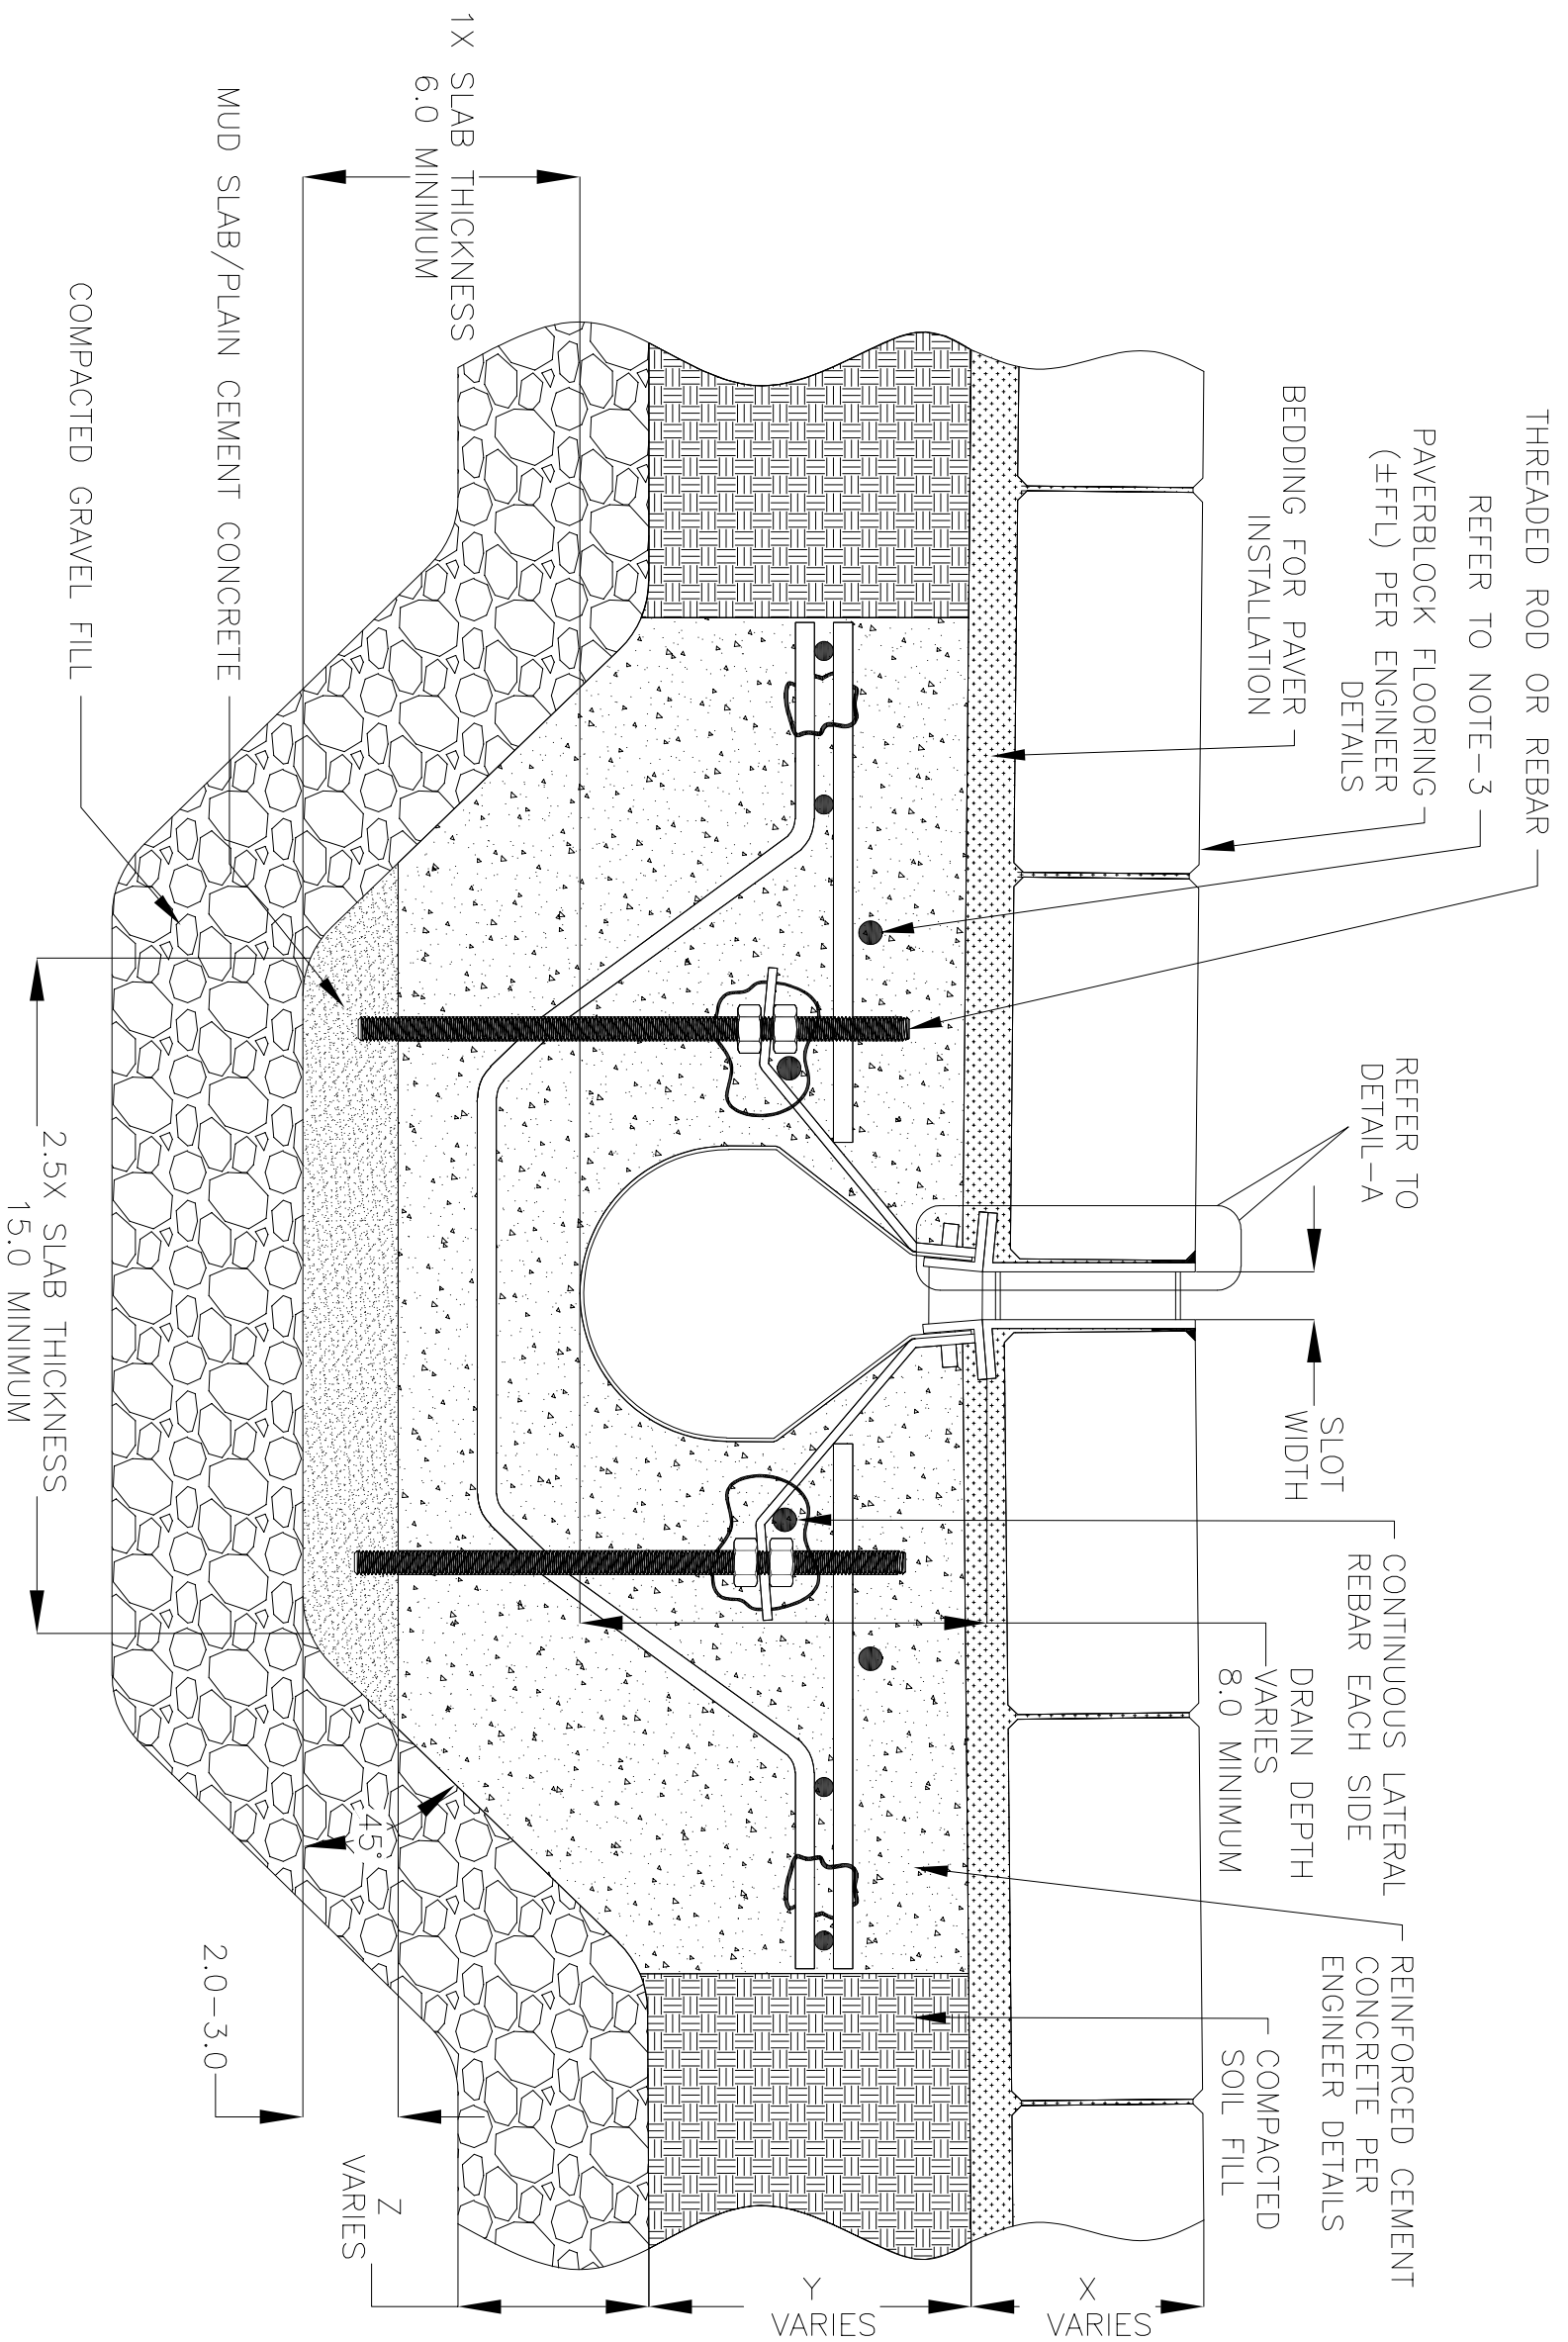 THREADED ROD OR REBAR
REFER TO NOTE-3
PAVERBLOCK FLOORING
(±FFL) PER ENGINEER
DETAILS
BEDDING FOR PAVER
INSTALLATION
REFER TO
DETAIL-A
SLOT
WIDTH
CONTINUOUS LATERAL
REBAR EACH SIDE
DRAIN DEPTH
VARIES
8.0 MINIMUM
REINFORCED CEMENT
CONCRETE PER
ENGINEER DETAILS
COMPACTED
SOIL FILL
X
VARIES
Y
VARIES
Z
VARIES
1X SLAB THICKNESS
6.0 MINIMUM
MUD SLAB/PLAIN CEMENT CONCRETE
COMPACTED GRAVEL FILL
2.5X SLAB THICKNESS
15.0 MINIMUM
45°
2.0-3.0